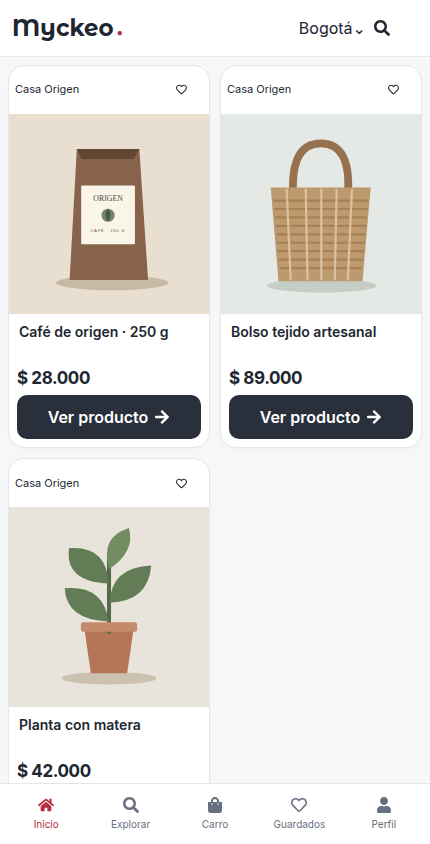 Myckeo.
Bogotá
Casa Origen
ORIGEN
CAFÉ · 250 G
Café de origen · 250 g
$ 28.000
Ver producto →
Casa Origen
Bolso tejido artesanal
$ 89.000
Ver producto →
Casa Origen
Planta con matera
$ 42.000
Inicio
Explorar
Carro
Guardados
Perfil